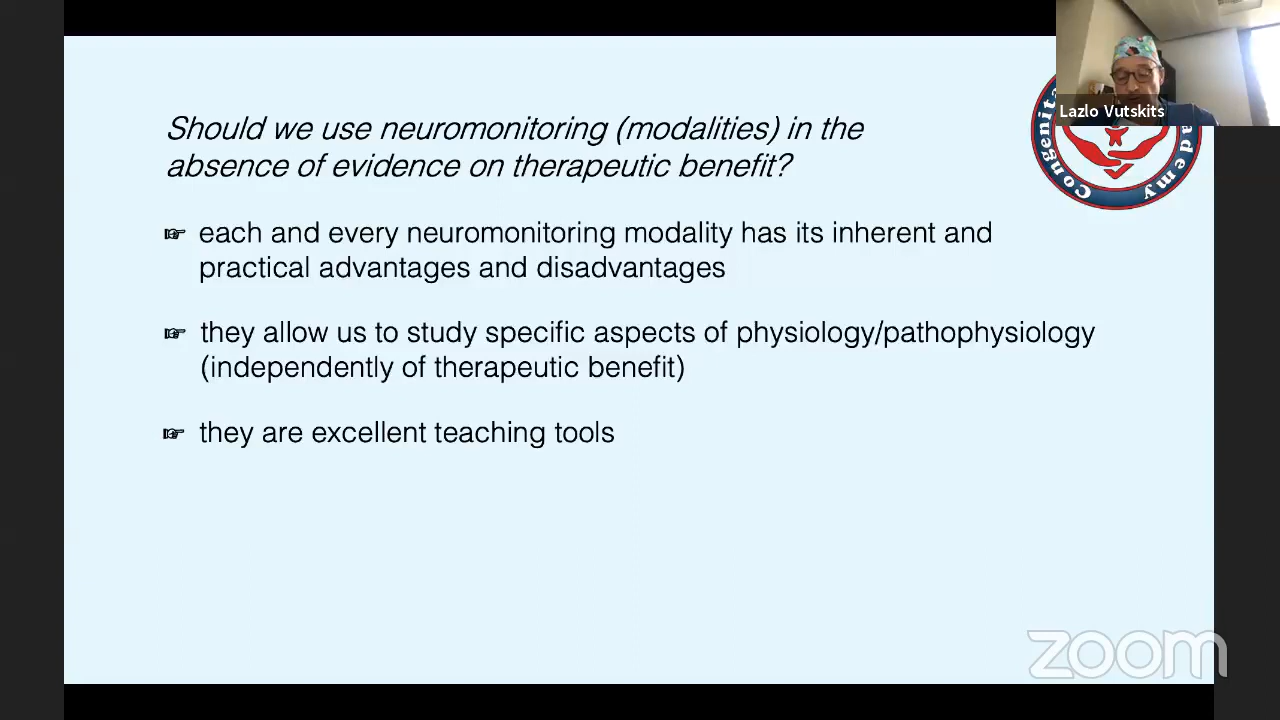 Should we use neuromonitoring (modalities) in the
absence of evidence on therapeutic benefit?
Lazlo Vutskits
Congenita
ademy
☞ each and every neuromonitoring modality has its inherent and
practical advantages and disadvantages
☞ they allow us to study specific aspects of physiology/pathophysiology
(independently of therapeutic benefit)
☞ they are excellent teaching tools
zoom